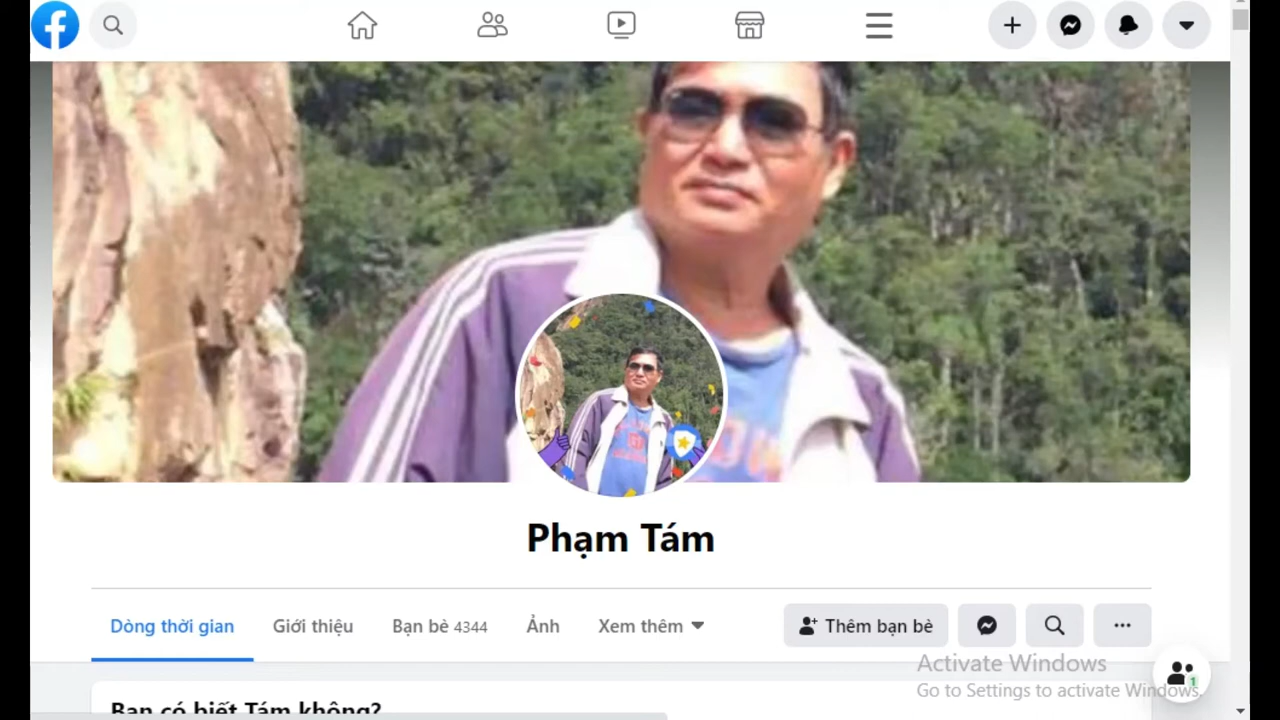 Phạm Tám
Dòng thời gian Giới thiệu Bạn bè 4344 Ảnh Xem thêm Thêm bạn bè
Activate Windows
Go to Settings to activate Windows.
1
Bạn có biết Tám không?